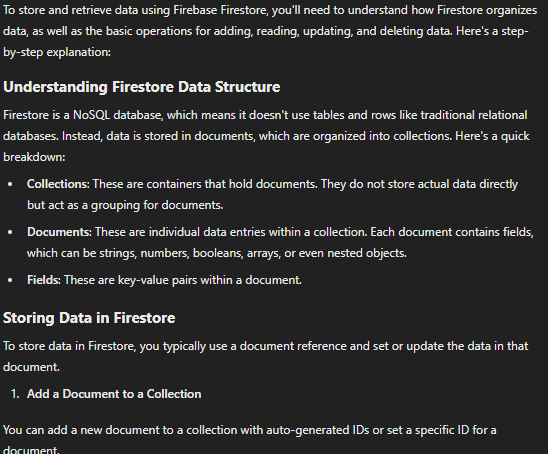 To store and retrieve data using Firebase Firestore, you'll need to understand how Firestore organizes
data, as well as the basic operations for adding, reading, updating, and deleting data. Here's a step-
by-step explanation:
Understanding Firestore Data Structure
Firestore is a NoSQL database, which means it doesn't use tables and rows like traditional relational
databases. Instead, data is stored in documents, which are organized into collections. Here's a quick
breakdown:
• Collections: These are containers that hold documents. They do not store actual data directly
but act as a grouping for documents.
• Documents: These are individual data entries within a collection. Each document contains fields,
which can be strings, numbers, booleans, arrays, or even nested objects.
• Fields: These are key-value pairs within a document.
Storing Data in Firestore
To store data in Firestore, you typically use a document reference and set or update the data in that
document.
1. Add a Document to a Collection
You can add a new document to a collection with auto-generated IDs or set a specific ID for a
document.